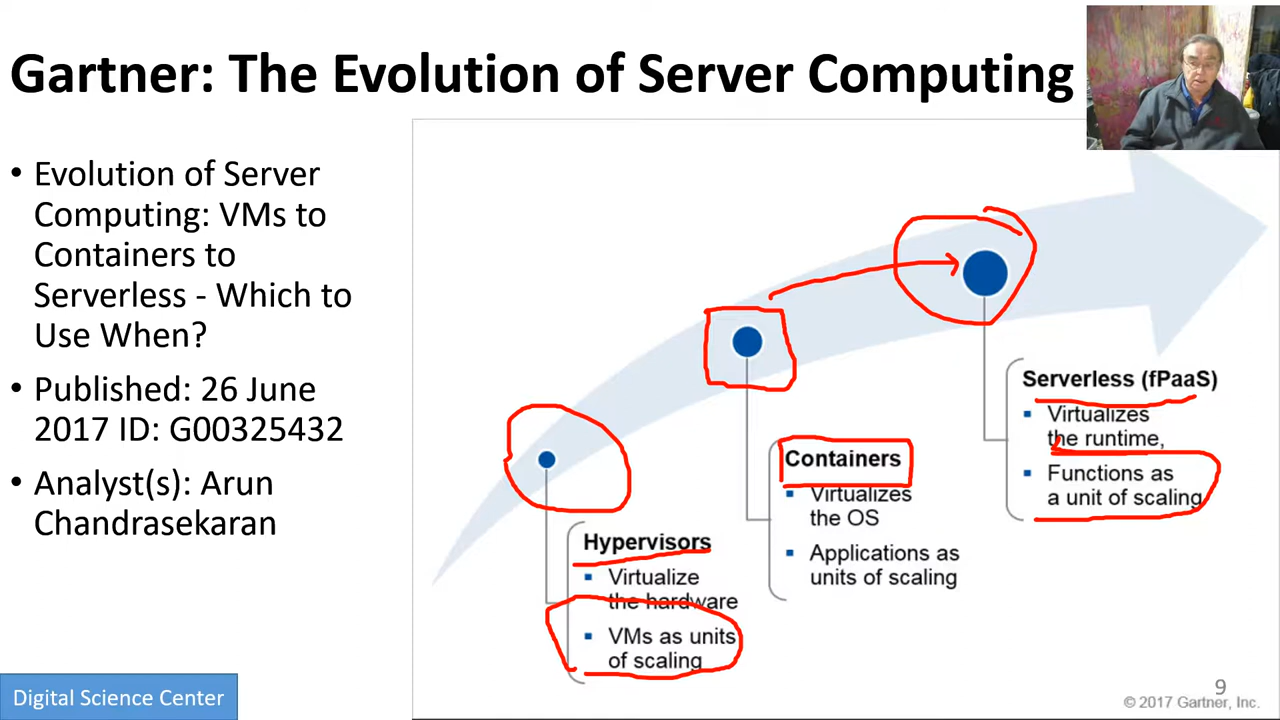 Gartner: The Evolution of Server Computing
• Evolution of Server
Computing: VMs to
Containers to
Serverless - Which to
Use When?
• Published: 26 June
2017 ID: G00325432
• Analyst(s): Arun
Chandrasekaran
Hypervisors
▪ Virtualize
the hardware
▪ VMs as units
of scaling
Containers
▪ Virtualizes
the OS
▪ Applications as
units of scaling
Serverless (fPaaS)
▪ Virtualizes
the runtime,
▪ Functions as
a unit of scaling
Digital Science Center
9
© 2017 Gartner, Inc.